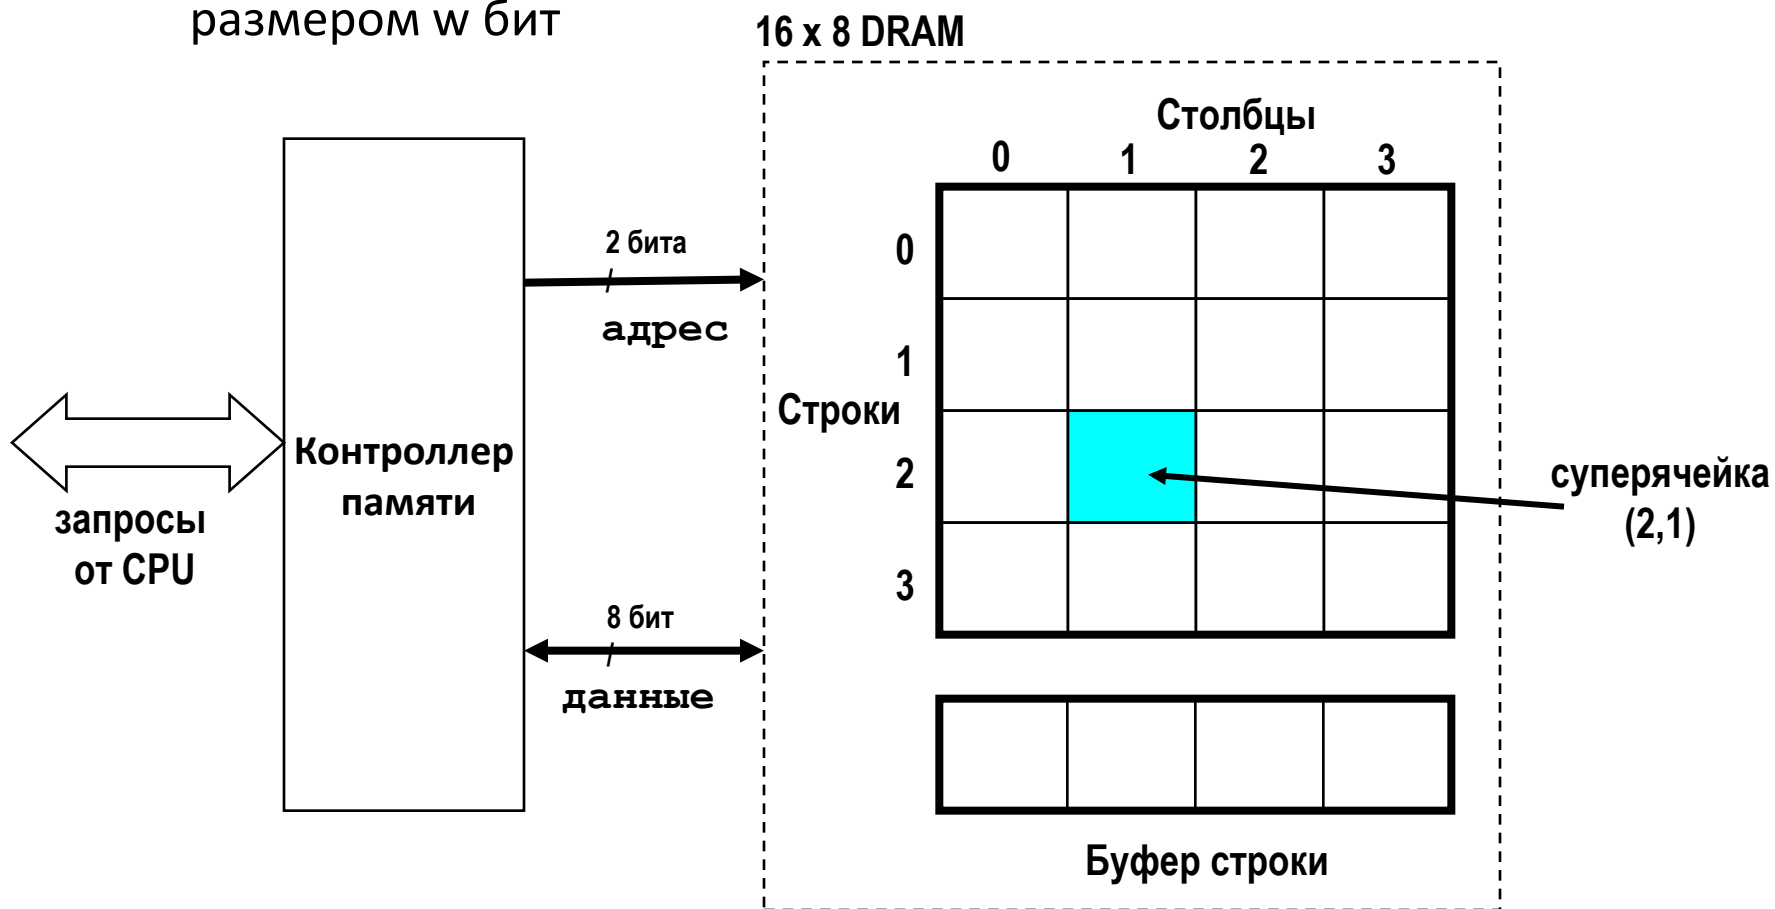 размером w бит
16 x 8 DRAM
Столбцы
0 1 2 3
0
1
Строки
2
3
2 бита
адрес
Контроллер
памяти
запросы
от CPU
8 бит
данные
суперячейка
(2,1)
Буфер строки